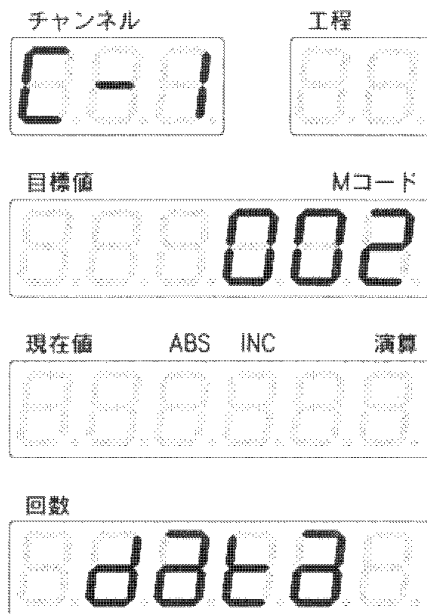 チャンネル 工程
C-1
目標値 Mコード
002
現在値 ABS INC 演算
回数
data